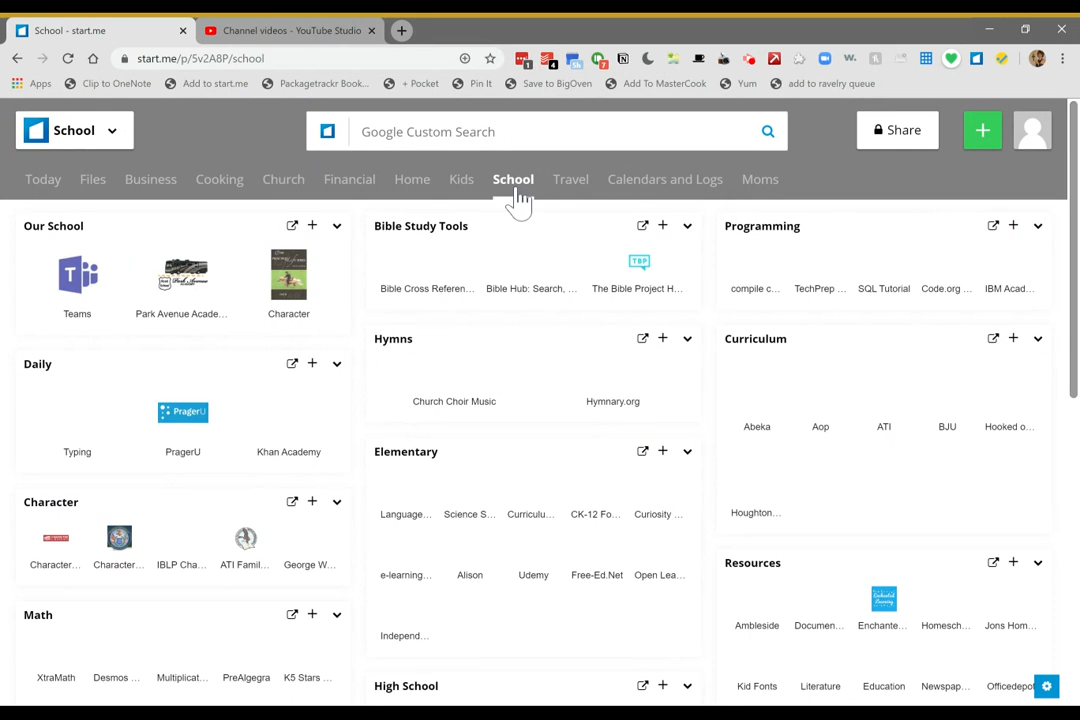 School - start.me
Channel videos - YouTube Studio
start.me/p/5v2A8P/school
Apps
Clip to OneNote
Add to start.me
Packagetrackr Book...
+ Pocket
Pin It
Save to BigOven
Add To MasterCook
Yum
add to ravelry queue
School
Google Custom Search
Share
Today Files Business Cooking Church Financial Home Kids School Travel Calendars and Logs Moms
Our School
Teams
Park Avenue Acade...
Character
Daily
PragerU
Typing
PragerU
Khan Academy
Character
Character...
Character...
IBLP Cha...
ATI Famil...
George W...
Math
XtraMath
Desmos ...
Multiplicat...
PreAlgegra
K5 Stars ...
Bible Study Tools
TBP
Bible Cross Referen...
Bible Hub: Search, ...
The Bible Project H...
Hymns
Church Choir Music
Hymnary.org
Elementary
Language...
Science S...
Curriculu...
CK-12 Fo...
Curiosity ...
e-learning...
Alison
Udemy
Free-Ed.Net
Open Lea...
Independ...
High School
Programming
compile c...
TechPrep ...
SQL Tutorial
Code.org ...
IBM Acad...
Curriculum
Abeka
Aop
ATI
BJU
Hooked o...
Houghton...
Resources
Ambleside
Documen...
Enchante...
Homesch...
Jons Hom...
Kid Fonts
Literature
Education
Newspap...
Officedepot